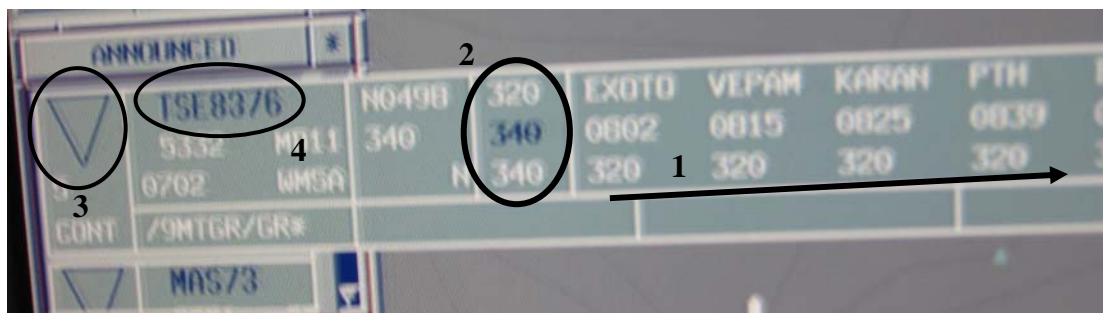 ANNOUNCED *
2
TSE8376 N0498 320 EXOTO VEPAM KARAN PTH
5332 MD11 340 340 0802 0815 0825 0839
4
0702 WMSA N 340 320 320 320 320
1
3
CONT /9MTGR/GR*
MAS73